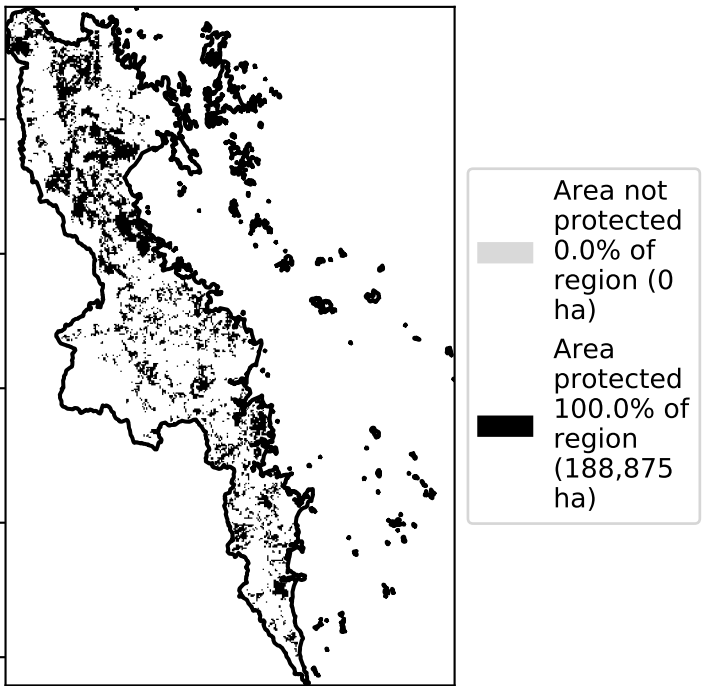 Area not
protected
0.0% of
region (0
ha)
Area
protected
100.0% of
region
(188,875
ha)